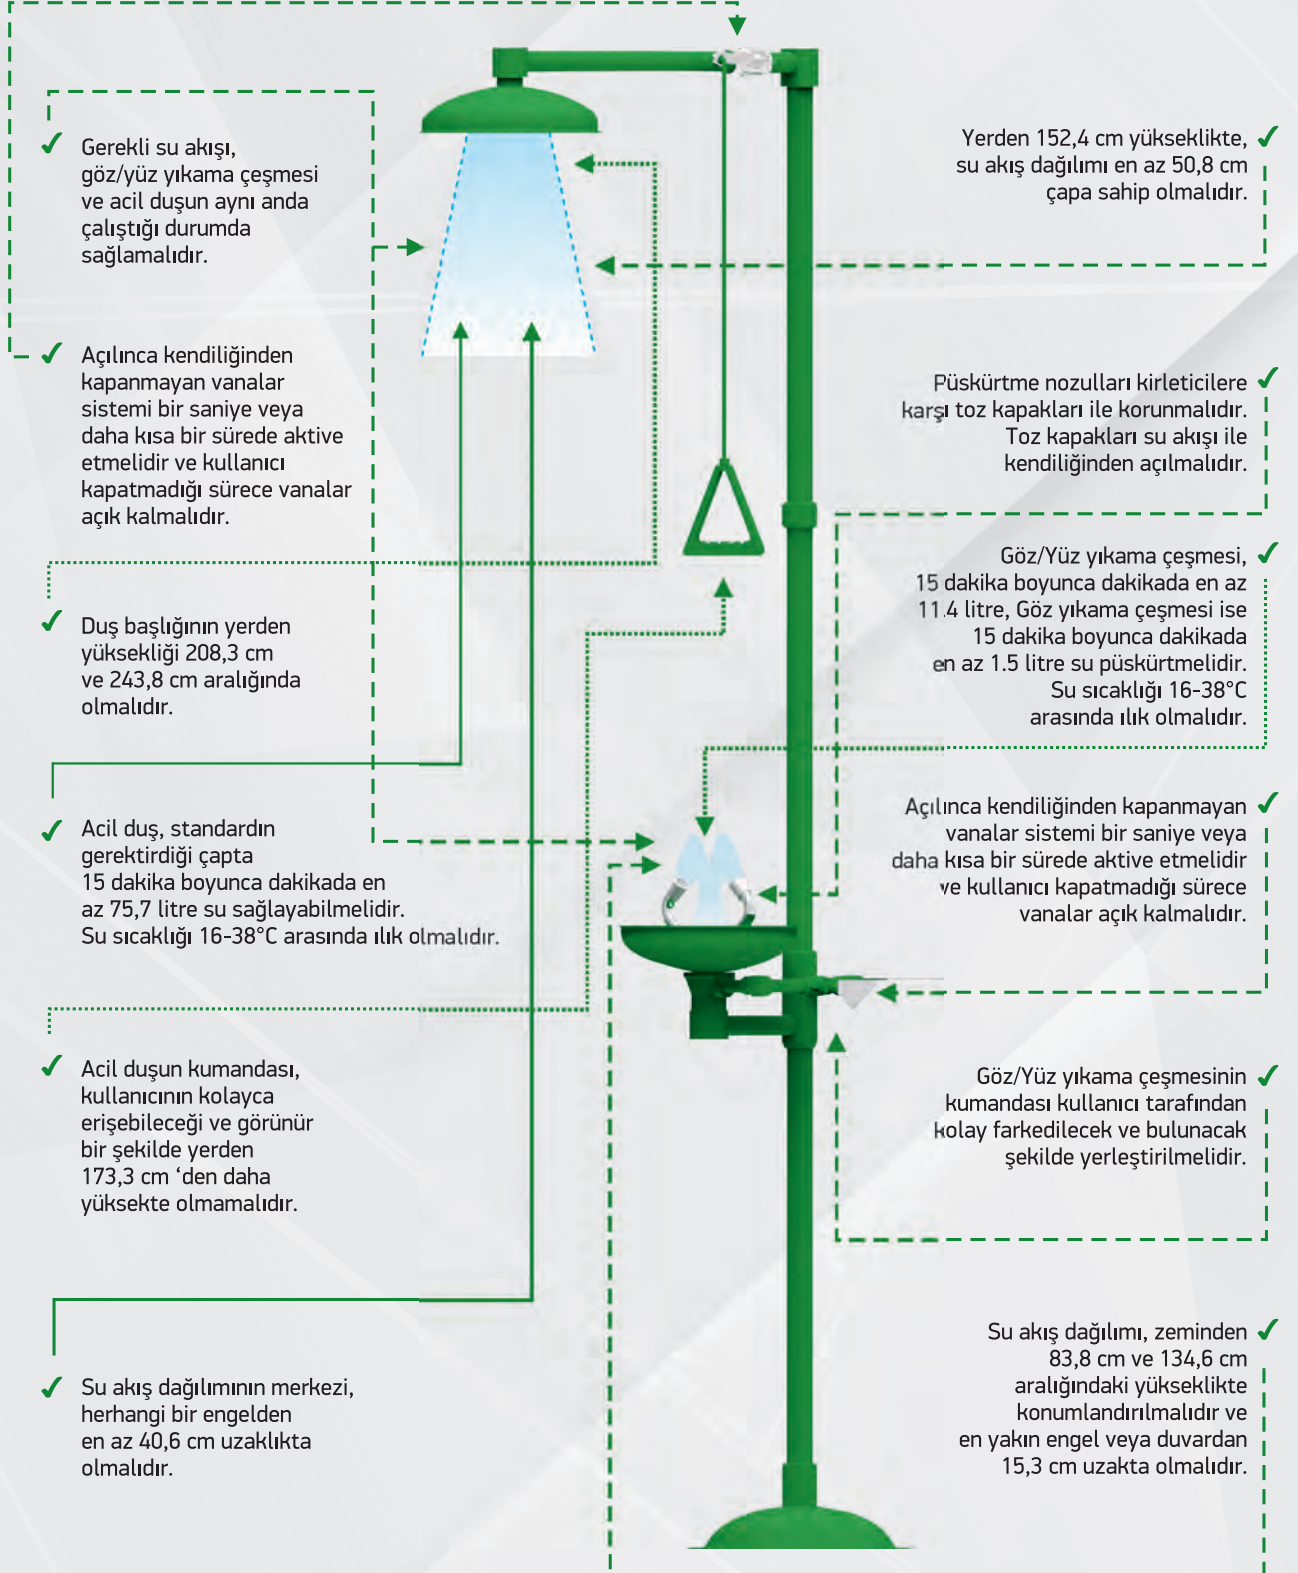 Gerekli su akışı,
göz/yüz yıkama çeşmesi
ve acil duşun aynı anda
çalıştığı durumda
sağlamalıdır.
Açılınca kendiliğinden
kapanmayan vanalar
sistemi bir saniye veya
daha kısa bir sürede aktive
etmelidir ve kullanıcı
kapatmadığı sürece vanalar
açık kalmalıdır.
Duş başlığının yerden
yüksekliği 208,3 cm
ve 243,8 cm aralığında
olmalıdır.
Acil duş, standardın
gerektirdiği çapta
15 dakika boyunca dakikada en
az 75,7 litre su sağlayabilmelidir.
Su sıcaklığı 16-38°C arasında ılık olmalıdır.
Acil duşun kumandası,
kullanıcının kolayca
erişebileceği ve görünür
bir şekilde yerden
173,3 cm ‘den daha
yüksekte olmamalıdır.
Su akış dağılımının merkezi,
herhangi bir engelden
en az 40,6 cm uzaklıkta
olmalıdır.
Yerden 152,4 cm yükseklikte,
su akış dağılımı en az 50,8 cm
çapa sahip olmalıdır.
Püskürtme nozulları kirleticilere
karşı toz kapakları ile korunmalıdır.
Toz kapakları su akışı ile
kendiliğinden açılmalıdır.
Göz/Yüz yıkama çeşmesi,
15 dakika boyunca dakikada en az
11.4 litre, Göz yıkama çeşmesi ise
15 dakika boyunca dakikada
en az 1.5 litre su püskürtmelidir.
Su sıcaklığı 16-38°C
arasında ılık olmalıdır.
Açılınca kendiliğinden kapanmayan
vanalar sistemi bir saniye veya
daha kısa bir sürede aktive etmelidir
ve kullanıcı kapatmadığı sürece
vanalar açık kalmalıdır.
Göz/Yüz yıkama çeşmesinin
kumandası kullanıcı tarafından
kolay farkedilecek ve bulunacak
şekilde yerleştirilmelidir.
Su akış dağılımı, zeminden
83,8 cm ve 134,6 cm
aralığındaki yükseklikte
konumlandırılmalıdır ve
en yakın engel veya duvardan
15,3 cm uzakta olmalıdır.